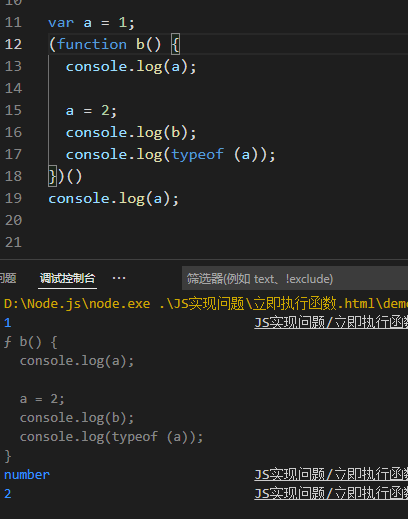 11 var a = 1;
12 (function b() {
13 console.log(a);
14
15 a = 2;
16 console.log(b);
17 console.log(typeof (a));
18 })()
19 console.log(a);
20
21
问题 调试控制台 ··· 筛选器(例如 text、!exclude)
D:\Node.js\node.exe .\JS实现问题\立即执行函数.html\dem
1 JS实现问题/立即执行函
ƒ b() {
console.log(a);
a = 2;
console.log(b);
console.log(typeof (a));
}
number JS实现问题/立即执行函
2 JS实现问题/立即执行函